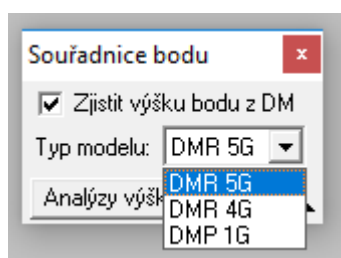 Souřadnice bodu x
Zjistit výšku bodu z DM
Typ modelu: DMR 5G
DMR 5G
Analýzy výšk
DMR 4G
DMP 1G